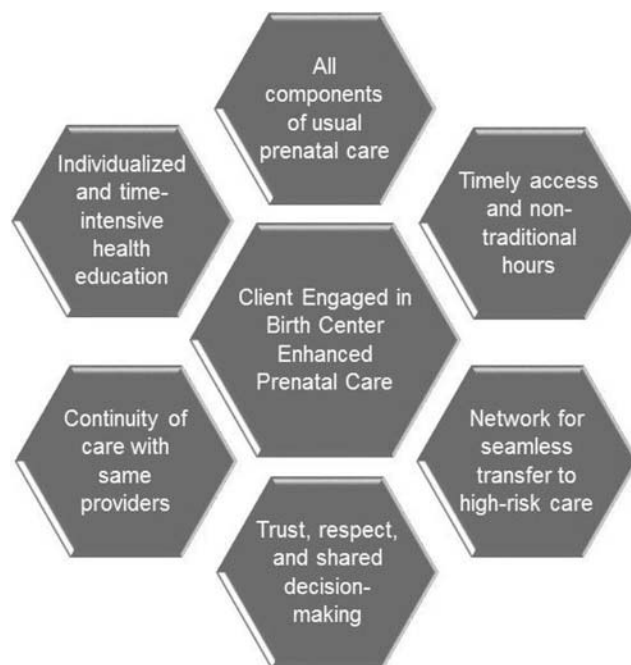 All
components
of usual
prenatal care
Individualized
and time-
intensive
health
education
Timely access
and non-
traditional
hours
Client Engaged in
Birth Center
Enhanced
Prenatal Care
Continuity of
care with
same
providers
Network for
seamless
transfer to
high-risk care
Trust, respect,
and shared
decision-
making